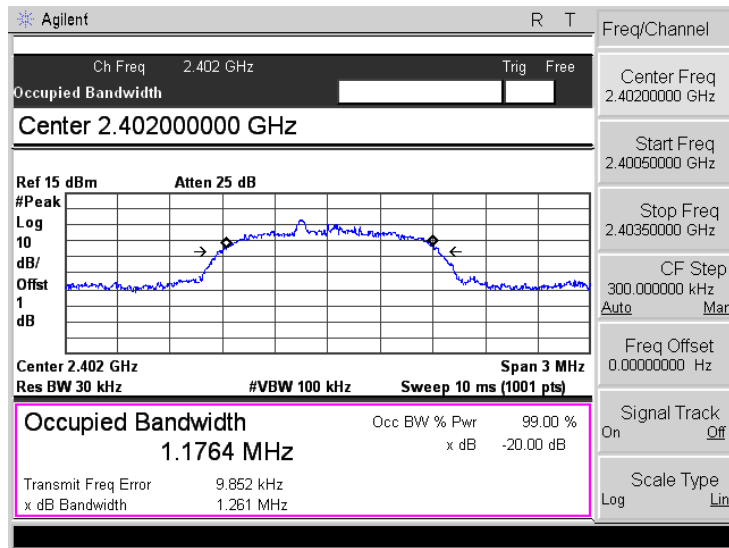 Agilent R T
Ch Freq 2.402 GHz Trig Free
Occupied Bandwidth
Center 2.402000000 GHz
Ref 15 dBm Atten 25 dB
#Peak
Log
10
dB/
Offst
1
dB
Center 2.402 GHz Span 3 MHz
Res BW 30 kHz #VBW 100 kHz Sweep 10 ms (1001 pts)
Occupied Bandwidth
1.1764 MHz
Occ BW % Pwr 99.00 %
x dB -20.00 dB
Transmit Freq Error 9.852 kHz
x dB Bandwidth 1.261 MHz
Freq/Channel
Center Freq
2.40200000 GHz
Start Freq
2.40050000 GHz
Stop Freq
2.40350000 GHz
CF Step
300.000000 kHz
Auto Man
Freq Offset
0.00000000 Hz
Signal Track
On Off
Scale Type
Log Lin